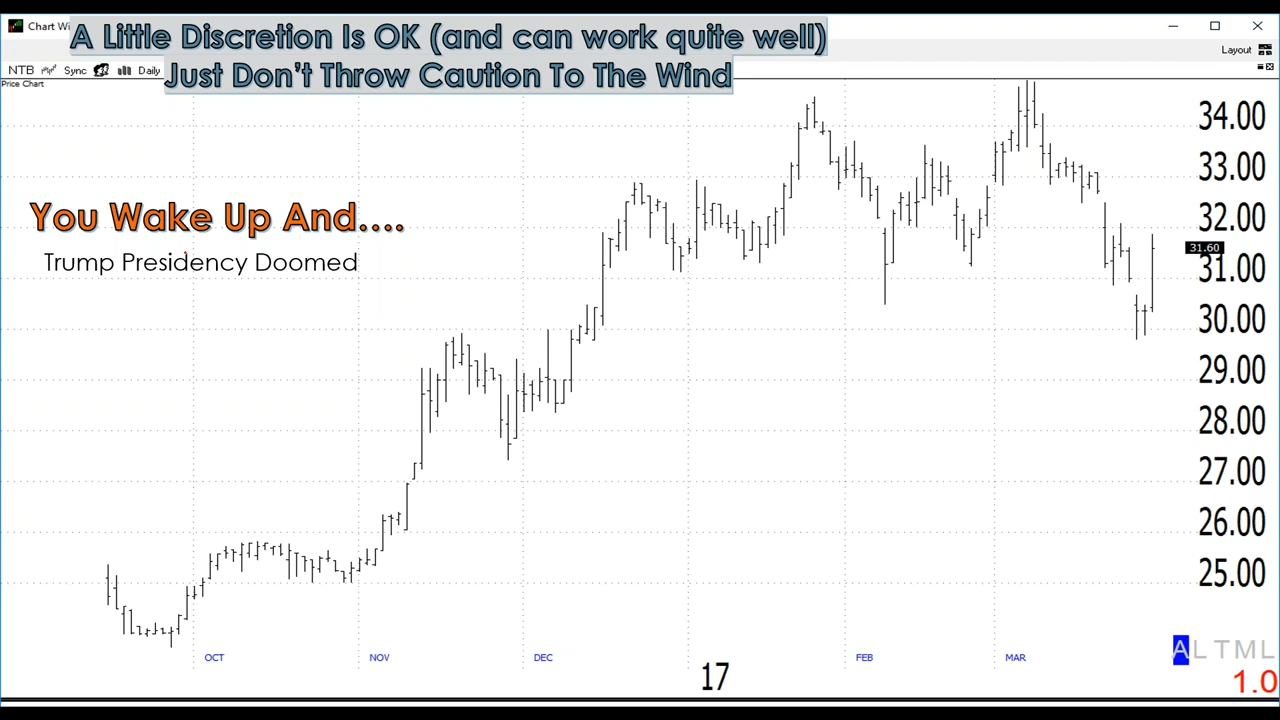 Chart Wi
A Little Discretion Is OK (and can work quite well)
Just Don't Throw Caution To The Wind
Layout
NTB Sync Daily
Price Chart
34.00
33.00
You Wake Up And....
32.00
Trump Presidency Doomed
31.60
31.00
30.00
29.00
28.00
27.00
26.00
25.00
OCT NOV DEC 17 FEB MAR
ALTML
1.0